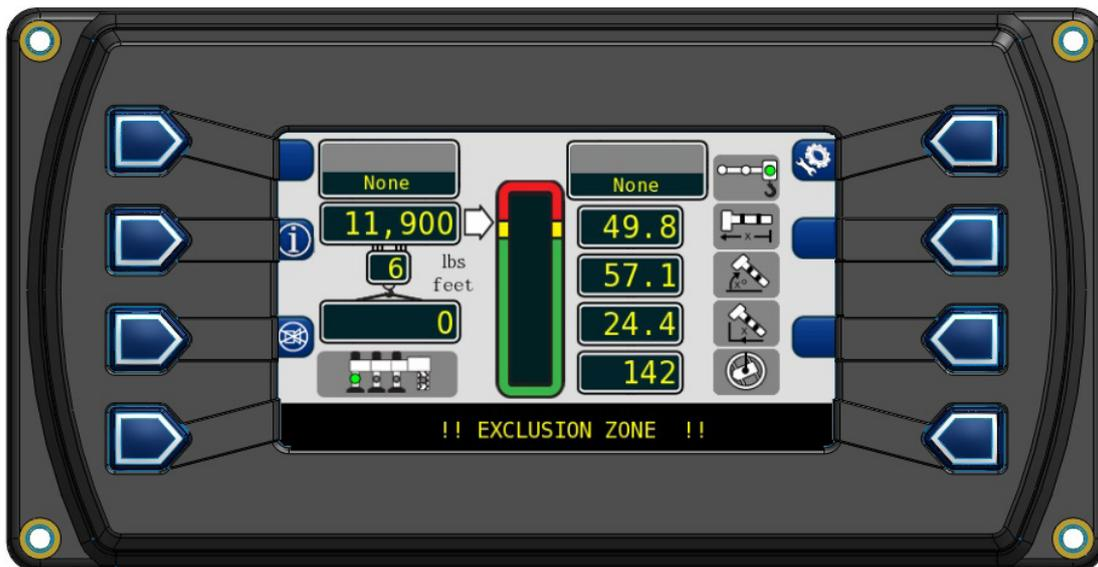 None
11,900
6
lbs
feet
0
None
49.8
57.1
24.4
142
!! EXCLUSION ZONE !!